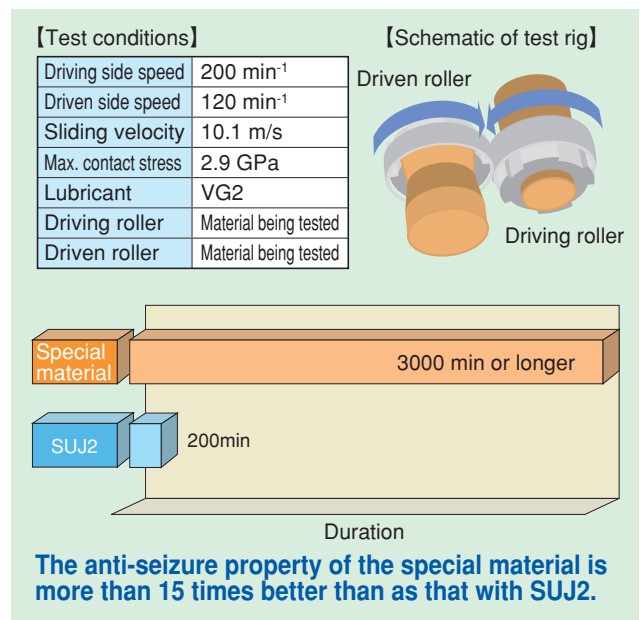 【Test conditions】
Driving side speed 200 min-1
Driven side speed 120 min-1
Sliding velocity 10.1 m/s
Max. contact stress 2.9 GPa
Lubricant VG2
Driving roller Material being tested
Driven roller Material being tested
【Schematic of test rig】
Driven roller
Driving roller
Special
material
3000 min or longer
SUJ2
200min
Duration
The anti-seizure property of the special material is
more than 15 times better than as that with SUJ2.